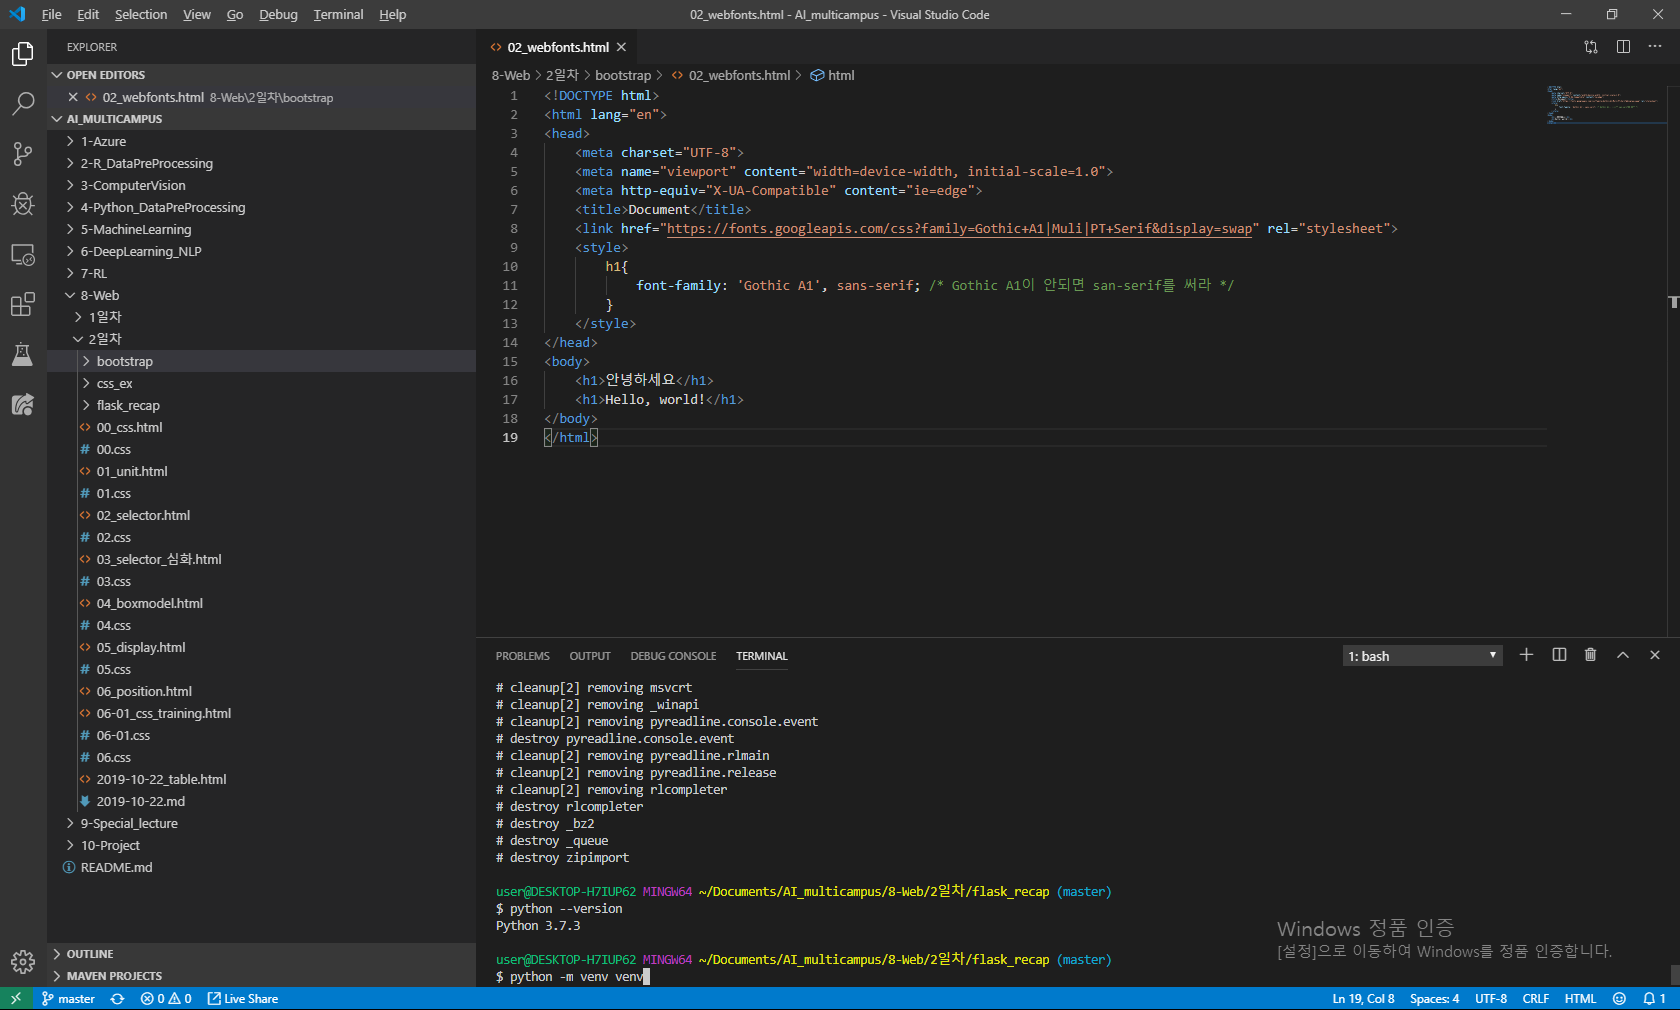 File Edit Selection View Go Debug Terminal Help
02_webfonts.html - AI_multicampus - Visual Studio Code
EXPLORER
OPEN EDITORS
02_webfonts.html 8-Web\2일차\bootstrap
AI_MULTICAMPUS
1-Azure
2-R_DataPreProcessing
3-ComputerVision
4-Python_DataPreProcessing
5-MachineLearning
6-DeepLearning_NLP
7-RL
8-Web
1일차
2일차
bootstrap
css_ex
flask_recap
00_css.html
00.css
01_unit.html
01.css
02_selector.html
02.css
03_selector_심화.html
03.css
04_boxmodel.html
04.css
05_display.html
05.css
06_position.html
06-01_css_training.html
06-01.css
06.css
2019-10-22_table.html
2019-10-22.md
9-Special_lecture
10-Project
README.md
OUTLINE
MAVEN PROJECTS
02_webfonts.html
8-Web > 2일차 > bootstrap > 02_webfonts.html > html
1 <!DOCTYPE html>
2 <html lang="en">
3 <head>
4 <meta charset="UTF-8">
5 <meta name="viewport" content="width=device-width, initial-scale=1.0">
6 <meta http-equiv="X-UA-Compatible" content="ie=edge">
7 <title>Document</title>
8 <link href="https://fonts.googleapis.com/css?family=Gothic+A1|Muli|PT+Serif&display=swap" rel="stylesheet">
9 <style>
10 h1{
11 font-family: 'Gothic A1', sans-serif; /* Gothic A1이 안되면 san-serif를 써라 */
12 }
13 </style>
14 </head>
15 <body>
16 <h1>안녕하세요</h1>
17 <h1>Hello, world!</h1>
18 </body>
19 </html>
PROBLEMS OUTPUT DEBUG CONSOLE TERMINAL
1: bash
# cleanup[2] removing msvcrt
# cleanup[2] removing _winapi
# cleanup[2] removing pyreadline.console.event
# destroy pyreadline.console.event
# cleanup[2] removing pyreadline.rlmain
# cleanup[2] removing pyreadline.release
# cleanup[2] removing rlcompleter
# destroy rlcompleter
# destroy _bz2
# destroy _queue
# destroy zipimport
user@DESKTOP-H7IUP62 MINGW64 ~/Documents/AI_multicampus/8-Web/2일차/flask_recap (master)
$ python --version
Python 3.7.3
user@DESKTOP-H7IUP62 MINGW64 ~/Documents/AI_multicampus/8-Web/2일차/flask_recap (master)
$ python -m venv venv
Windows 정품 인증
[설정]으로 이동하여 Windows를 정품 인증합니다.
master 0 0 Live Share
Ln 19, Col 8 Spaces: 4 UTF-8 CRLF HTML 1